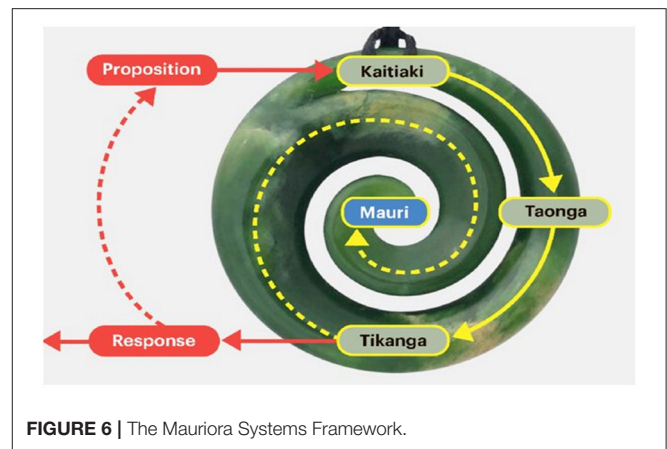 Proposition
Kaitiaki
Mauri
Taonga
Response
Tikanga
FIGURE 6 | The Mauriora Systems Framework.